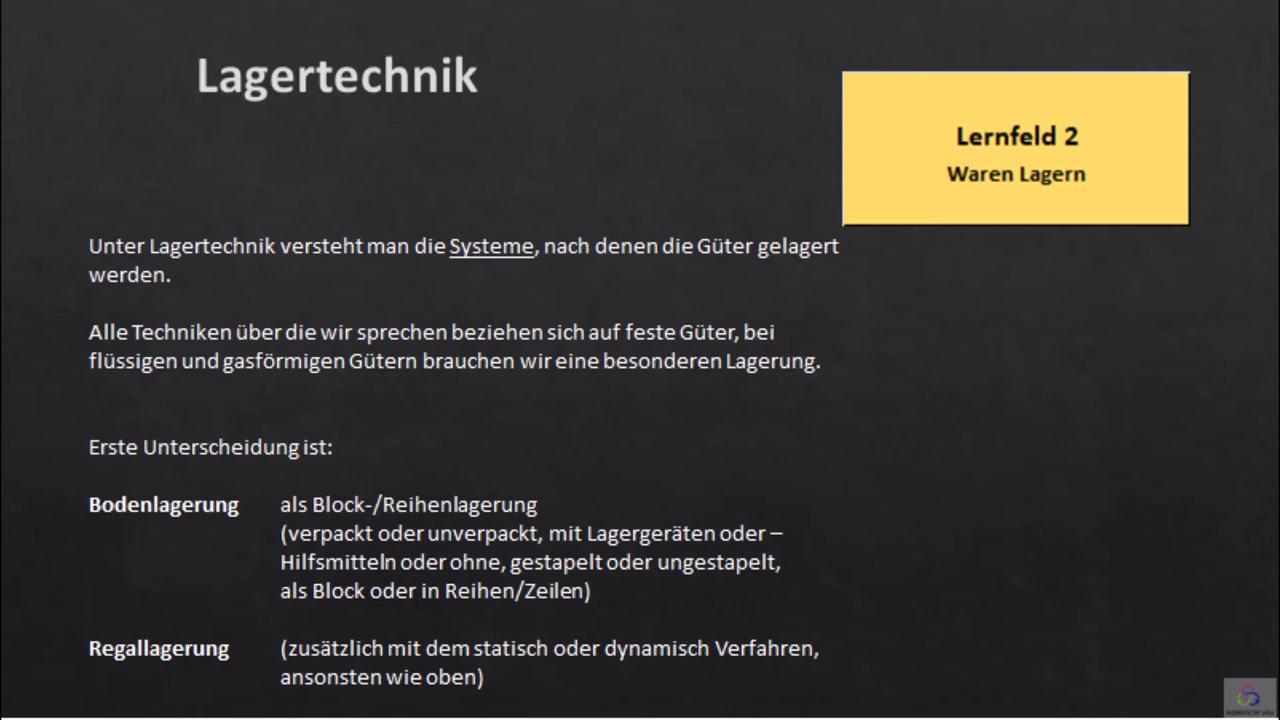 Lagertechnik
Lernfeld 2
Waren Lagern
Unter Lagertechnik versteht man die Systeme, nach denen die Güter gelagert
werden.
Alle Techniken über die wir sprechen beziehen sich auf feste Güter, bei
flüssigen und gasförmigen Gütern brauchen wir eine besonderen Lagerung.
Erste Unterscheidung ist:
Bodenlagerung als Block-/Reihenlagerung
(verpackt oder unverpackt, mit Lagergeräten oder –
Hilfsmitteln oder ohne, gestapelt oder ungestapelt,
als Block oder in Reihen/Zeilen)
Regallagerung (zusätzlich mit dem statisch oder dynamisch Verfahren,
ansonsten wie oben)